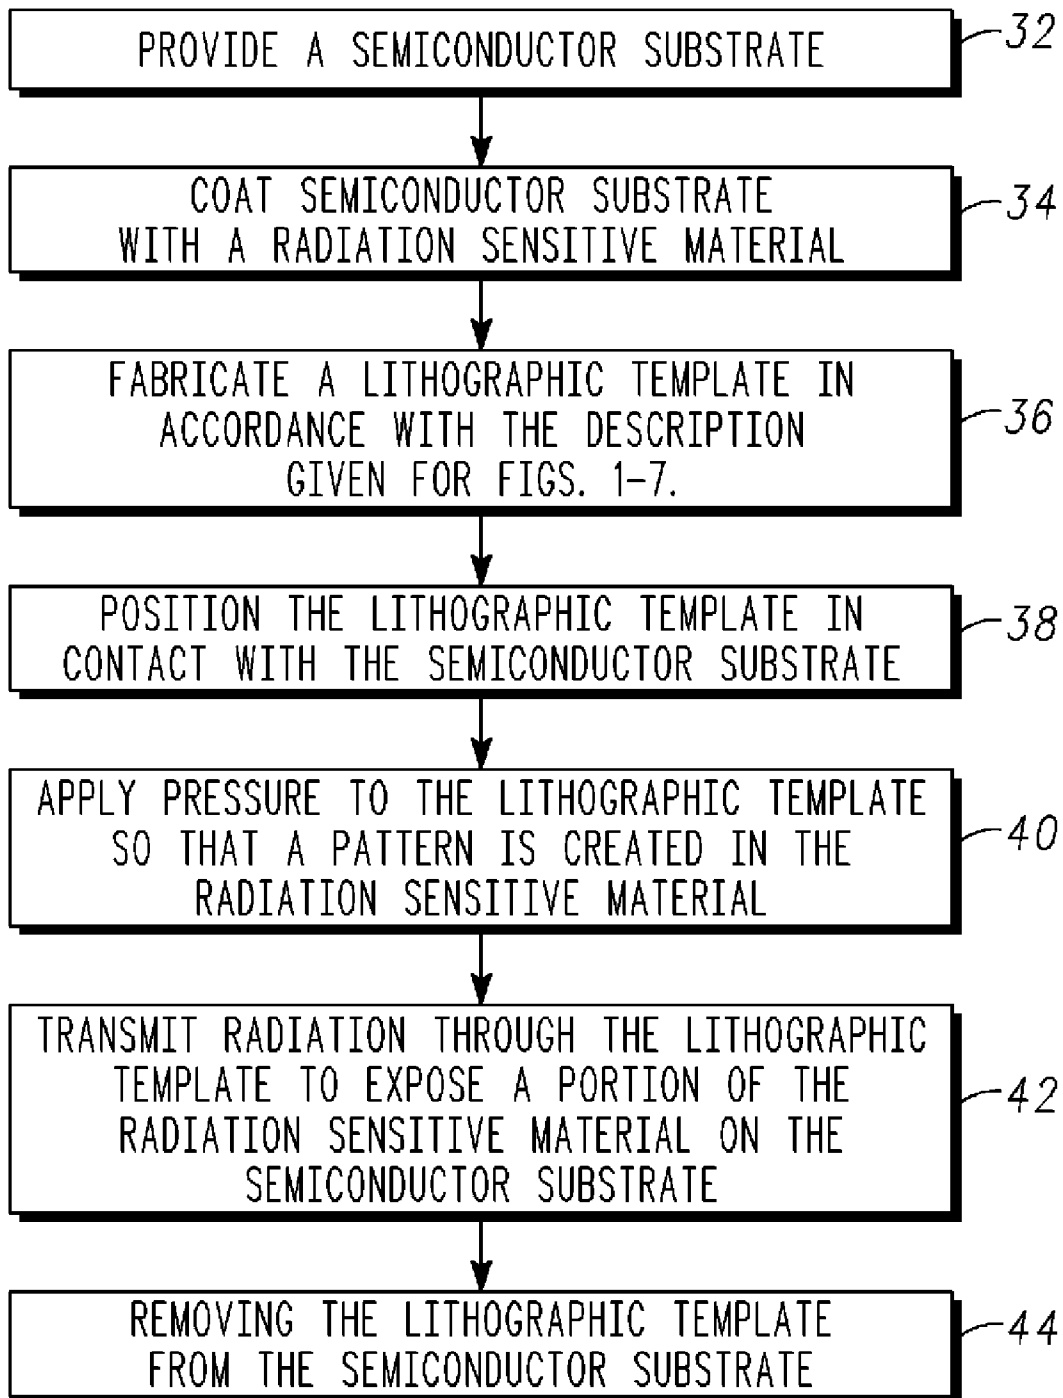 PROVIDE A SEMICONDUCTOR SUBSTRATE
32
COAT SEMICONDUCTOR SUBSTRATE
WITH A RADIATION SENSITIVE MATERIAL
34
FABRICATE A LITHOGRAPHIC TEMPLATE IN
ACCORDANCE WITH THE DESCRIPTION
GIVEN FOR FIGS. 1-7.
36
POSITION THE LITHOGRAPHIC TEMPLATE IN
CONTACT WITH THE SEMICONDUCTOR SUBSTRATE
38
APPLY PRESSURE TO THE LITHOGRAPHIC TEMPLATE
SO THAT A PATTERN IS CREATED IN THE
RADIATION SENSITIVE MATERIAL
40
TRANSMIT RADIATION THROUGH THE LITHOGRAPHIC
TEMPLATE TO EXPOSE A PORTION OF THE
RADIATION SENSITIVE MATERIAL ON THE
SEMICONDUCTOR SUBSTRATE
42
REMOVING THE LITHOGRAPHIC TEMPLATE
FROM THE SEMICONDUCTOR SUBSTRATE
44